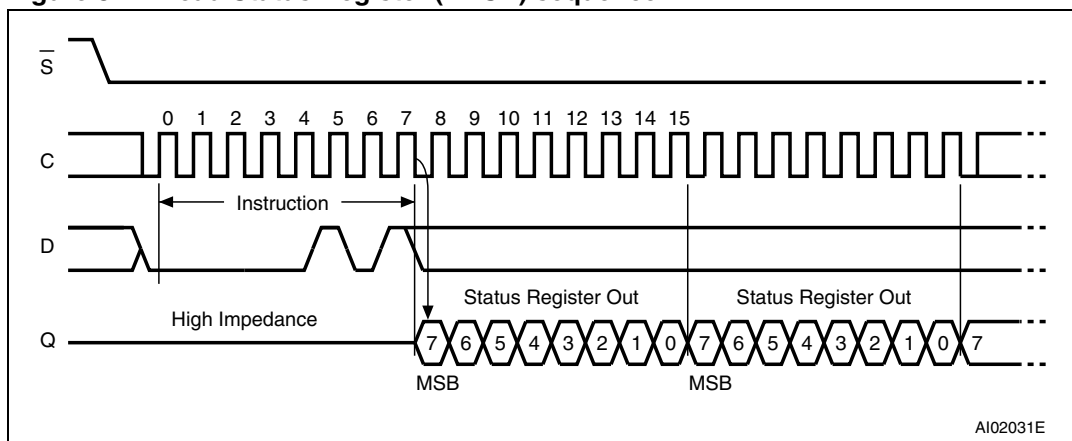 S
0 1 2 3 4 5 6 7 8 9 10 11 12 13 14 15
C
Instruction
D
Status Register Out Status Register Out
High Impedance
Q
7 6 5 4 3 2 1 0 7 6 5 4 3 2 1 0 7
MSB MSB
AI02031E